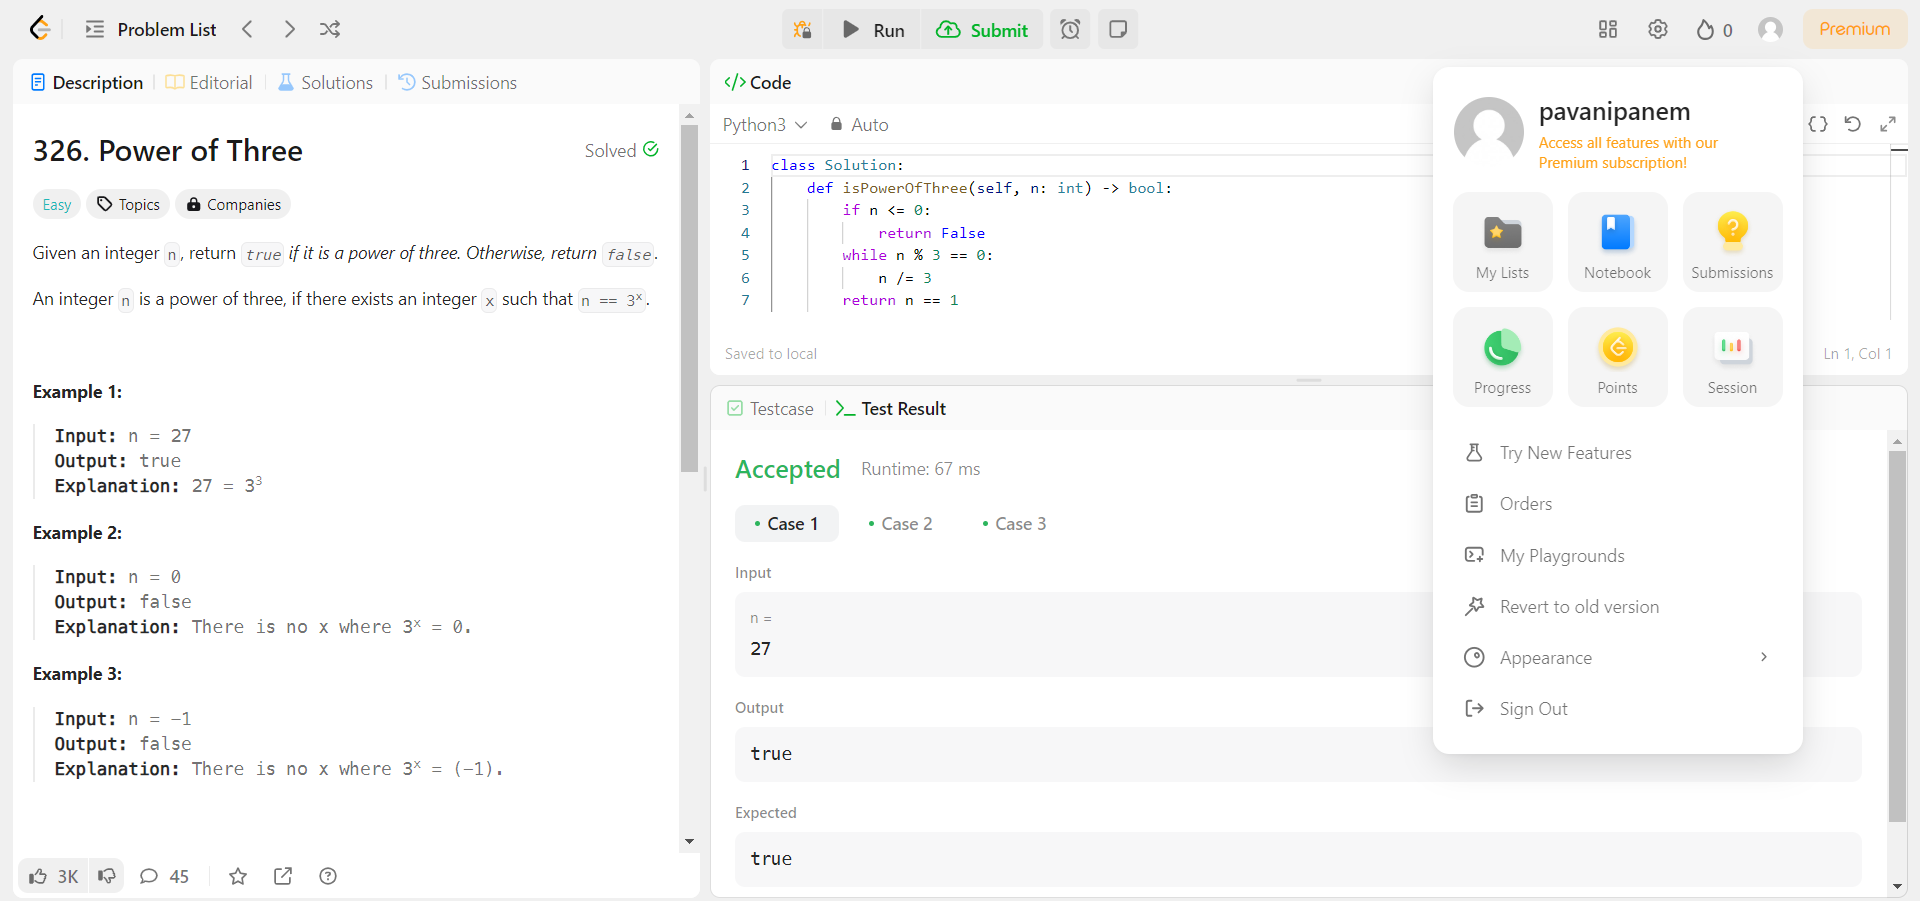 Problem List
Run
Submit
0
Premium
Description
Editorial
Solutions
Submissions
326. Power of Three
Solved
Easy
Topics
Companies
Given an integer n, return true if it is a power of three. Otherwise, return false.
An integer n is a power of three, if there exists an integer x such that n == 3ˣ.
Example 1:
Input: n = 27
Output: true
Explanation: 27 = 3³
Example 2:
Input: n = 0
Output: false
Explanation: There is no x where 3ˣ = 0.
Example 3:
Input: n = -1
Output: false
Explanation: There is no x where 3ˣ = (-1).
3K
45
</> Code
Python3
Auto
1 class Solution:
2 def isPowerOfThree(self, n: int) -> bool:
3 if n <= 0:
4 return False
5 while n % 3 == 0:
6 n /= 3
7 return n == 1
Saved to local
Ln 1, Col 1
Testcase
Test Result
Accepted
Runtime: 67 ms
Case 1
Case 2
Case 3
Input
n =
27
Output
true
Expected
true
pavanipanem
Access all features with our
Premium subscription!
My Lists
Notebook
Submissions
Progress
Points
Session
Try New Features
Orders
My Playgrounds
Revert to old version
Appearance
Sign Out